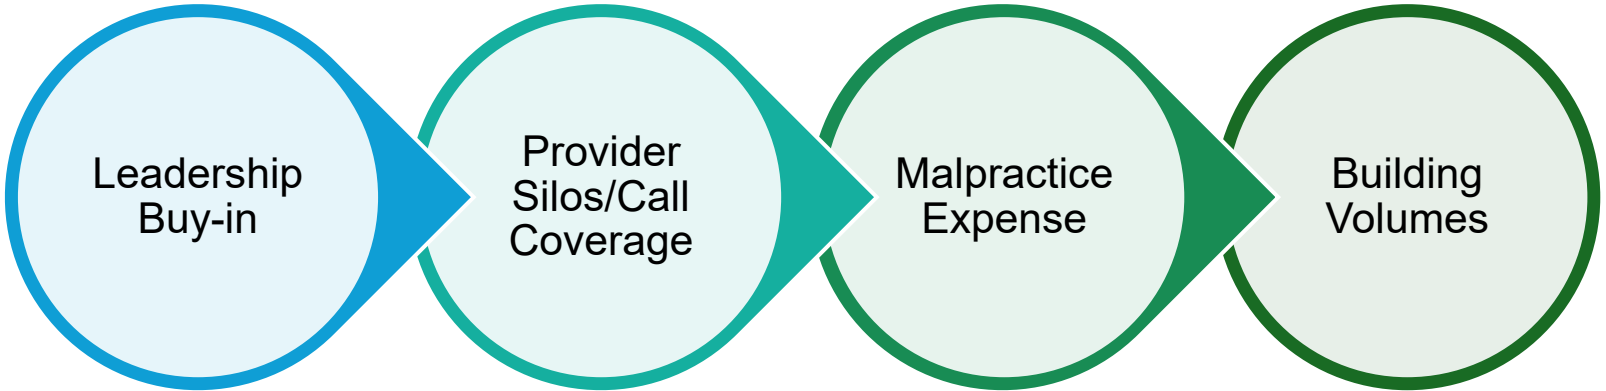 Leadership
Buy-in
Provider
Silos/Call
Coverage
Malpractice
Expense
Building
Volumes